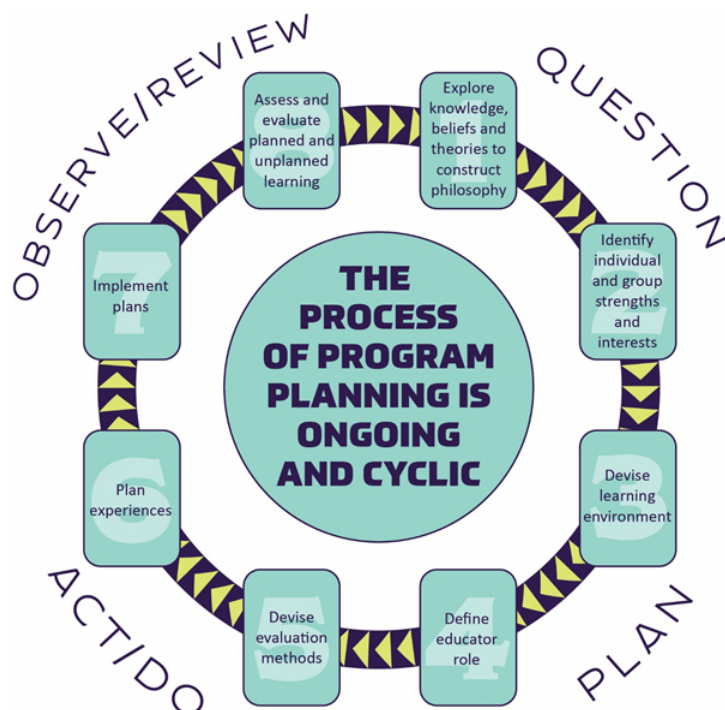 OBSERVE/REVIEW
QUESTION
PLAN
ACT/DO
THE
PROCESS
OF PROGRAM
PLANNING IS
ONGOING
AND CYCLIC
1
Explore
knowledge,
beliefs and
theories to
construct
philosophy
2
Identify
individual
and group
strengths
and
interests
3
Devise
learning
environment
4
Define
educator
role
5
Devise
evaluation
methods
6
Plan
experiences
7
Implement
plans
8
Assess and
evaluate
planned and
unplanned
learning